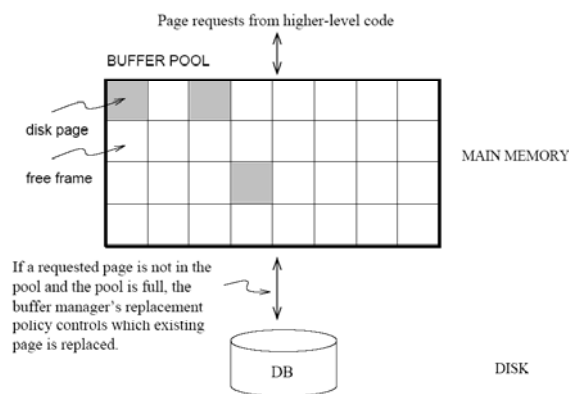 Page requests from higher-level code
BUFFER POOL
disk page
free frame
MAIN MEMORY
If a requested page is not in the
pool and the pool is full, the
buffer manager's replacement
policy controls which existing
page is replaced.
DB
DISK